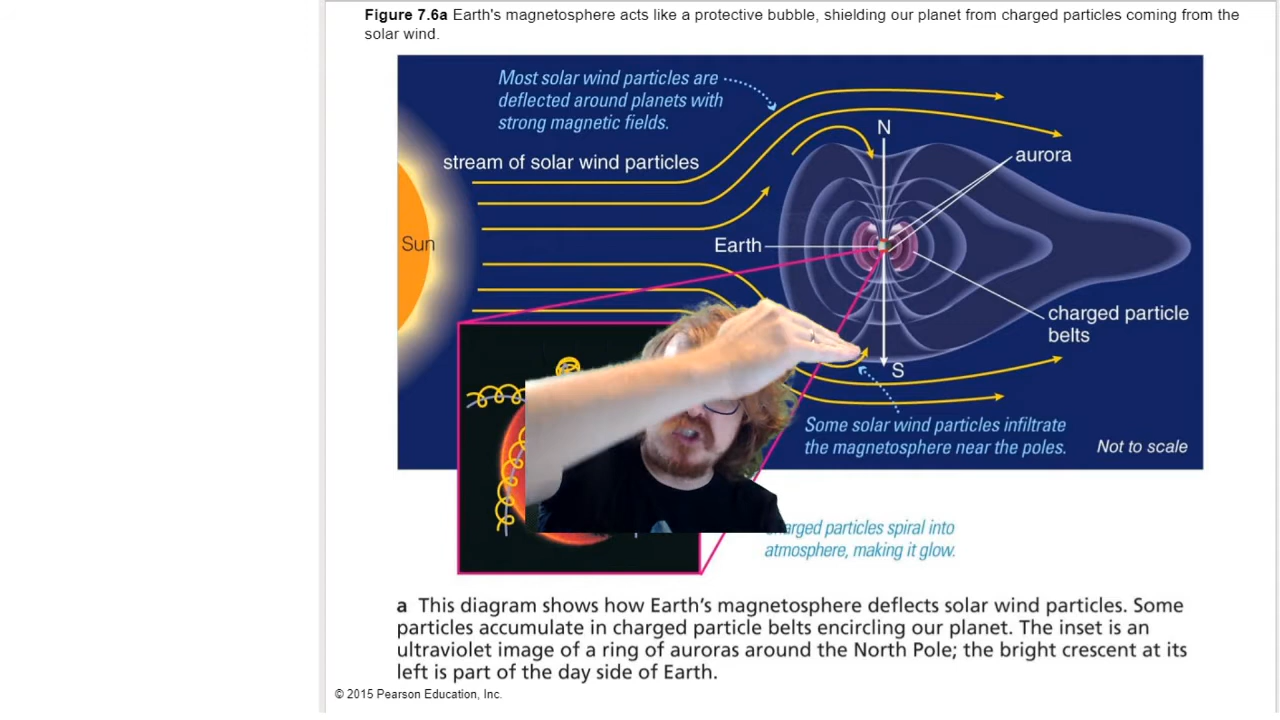 Figure 7.6a Earth's magnetosphere acts like a protective bubble, shielding our planet from charged particles coming from the
solar wind.
Most solar wind particles are
deflected around planets with
strong magnetic fields.
stream of solar wind particles
N
aurora
Sun
Earth
charged particle
belts
S
Some solar wind particles infiltrate
the magnetosphere near the poles.
Not to scale
particles spiral into
atmosphere, making it glow.
a This diagram shows how Earth's magnetosphere deflects solar wind particles. Some
particles accumulate in charged particle belts encircling our planet. The inset is an
ultraviolet image of a ring of auroras around the North Pole; the bright crescent at its
left is part of the day side of Earth.
© 2015 Pearson Education, Inc.